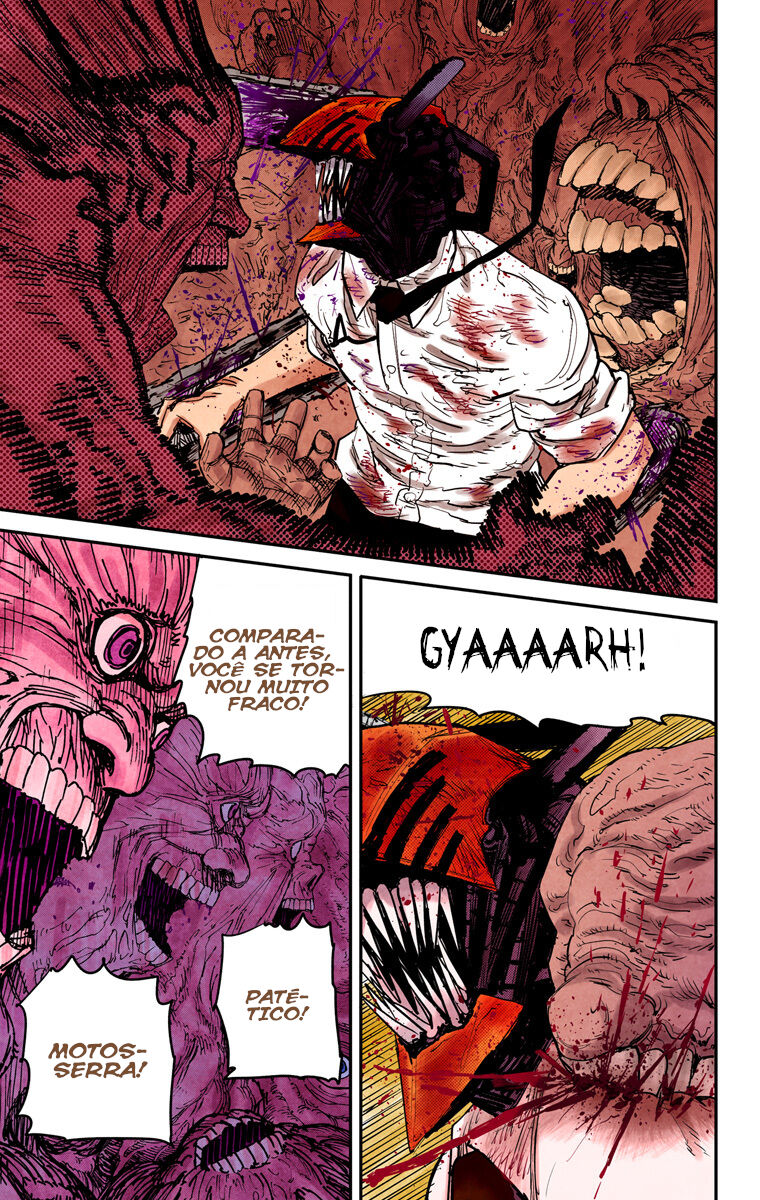 GYAAAARH!
COMPARA-
DO A ANTES,
VOCÊ SE TOR-
NOU MUITO
FRACO!
PATÉ-
TICO!
MOTOS-
SERRA!